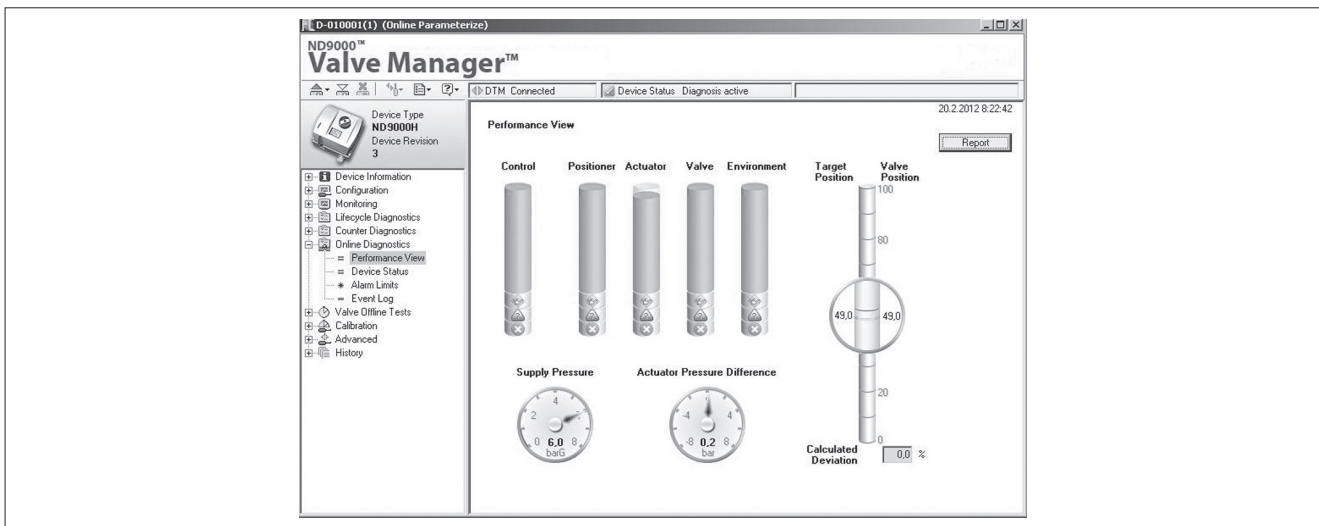 D-010001(1) (Online Parameterize)
ND9000™
Valve Manager™
DTM Connected
Device Status Diagnosis active
Device Type
ND9000H
Device Revision
3
Device Information
Configuration
Monitoring
Lifecycle Diagnostics
Counter Diagnostics
Online Diagnostics
Performance View
Device Status
Alarm Limits
Event Log
Valve Offline Tests
Calibration
Advanced
History
20.2.2012 8:22:42
Performance View
Report
Control
Positioner
Actuator
Valve
Environment
Target Position
Valve Position
100
80
49,0
49,0
20
0
Supply Pressure
0 2 4 8
6,0
barG
Actuator Pressure Difference
-8 -4 4 8
0,2
bar
Calculated Deviation
0,0 %